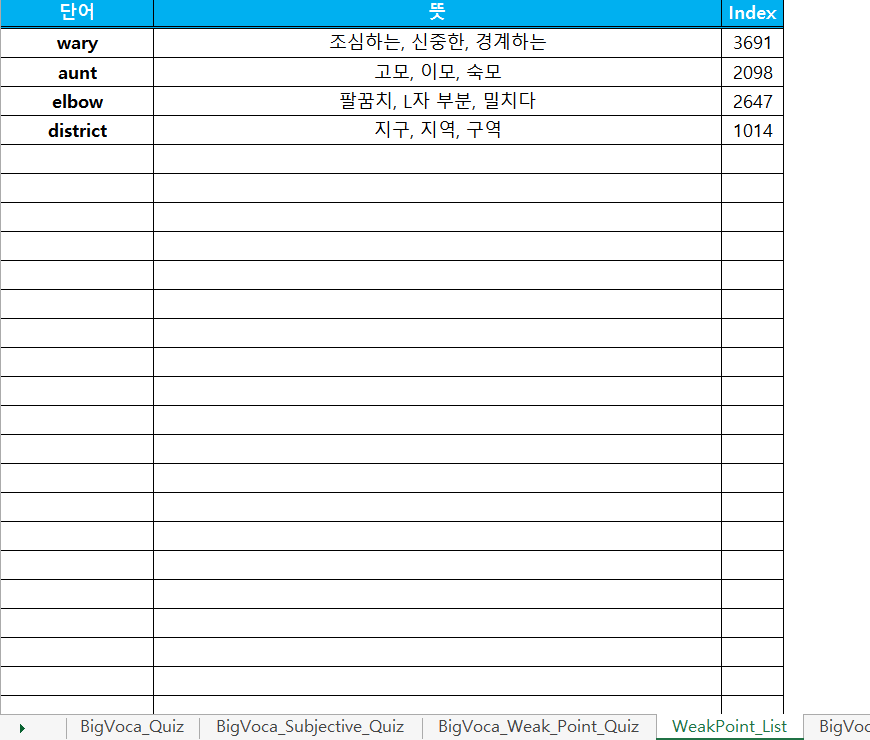 단어 뜻 Index
wary 조심하는, 신중한, 경계하는 3691
aunt 고모, 이모, 숙모 2098
elbow 팔꿈치, L자 부분, 밀치다 2647
district 지구, 지역, 구역 1014
BigVoca_Quiz BigVoca_Subjective_Quiz BigVoca_Weak_Point_Quiz WeakPoint_List BigVoc